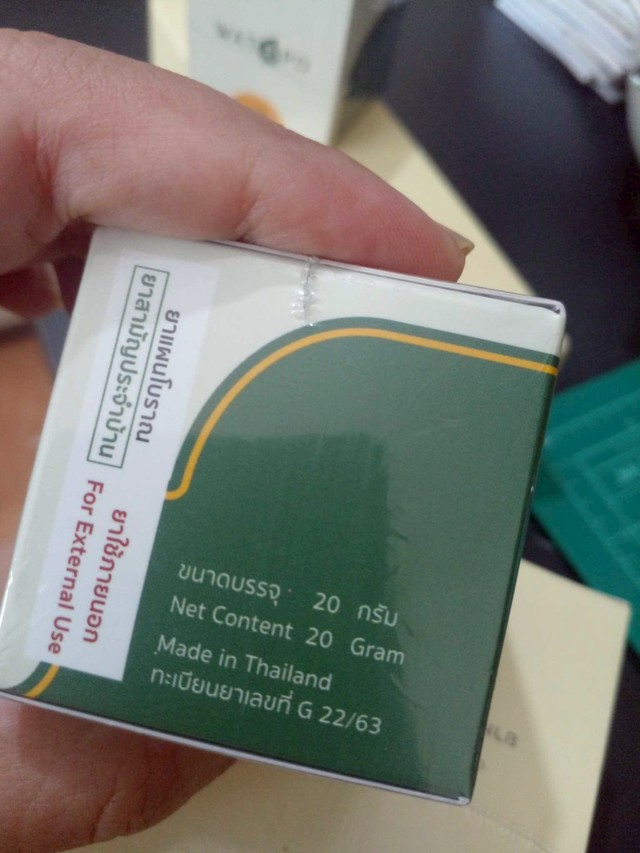 ยาแผนโบราณ
ยาสามัญประจำบ้าน
ยาใช้ภายนอก
For External Use
ขนาดบรรจุ 20 กรัม
Net Content 20 Gram
Made in Thailand
ทะเบียนยาเลขที่ G 22/63